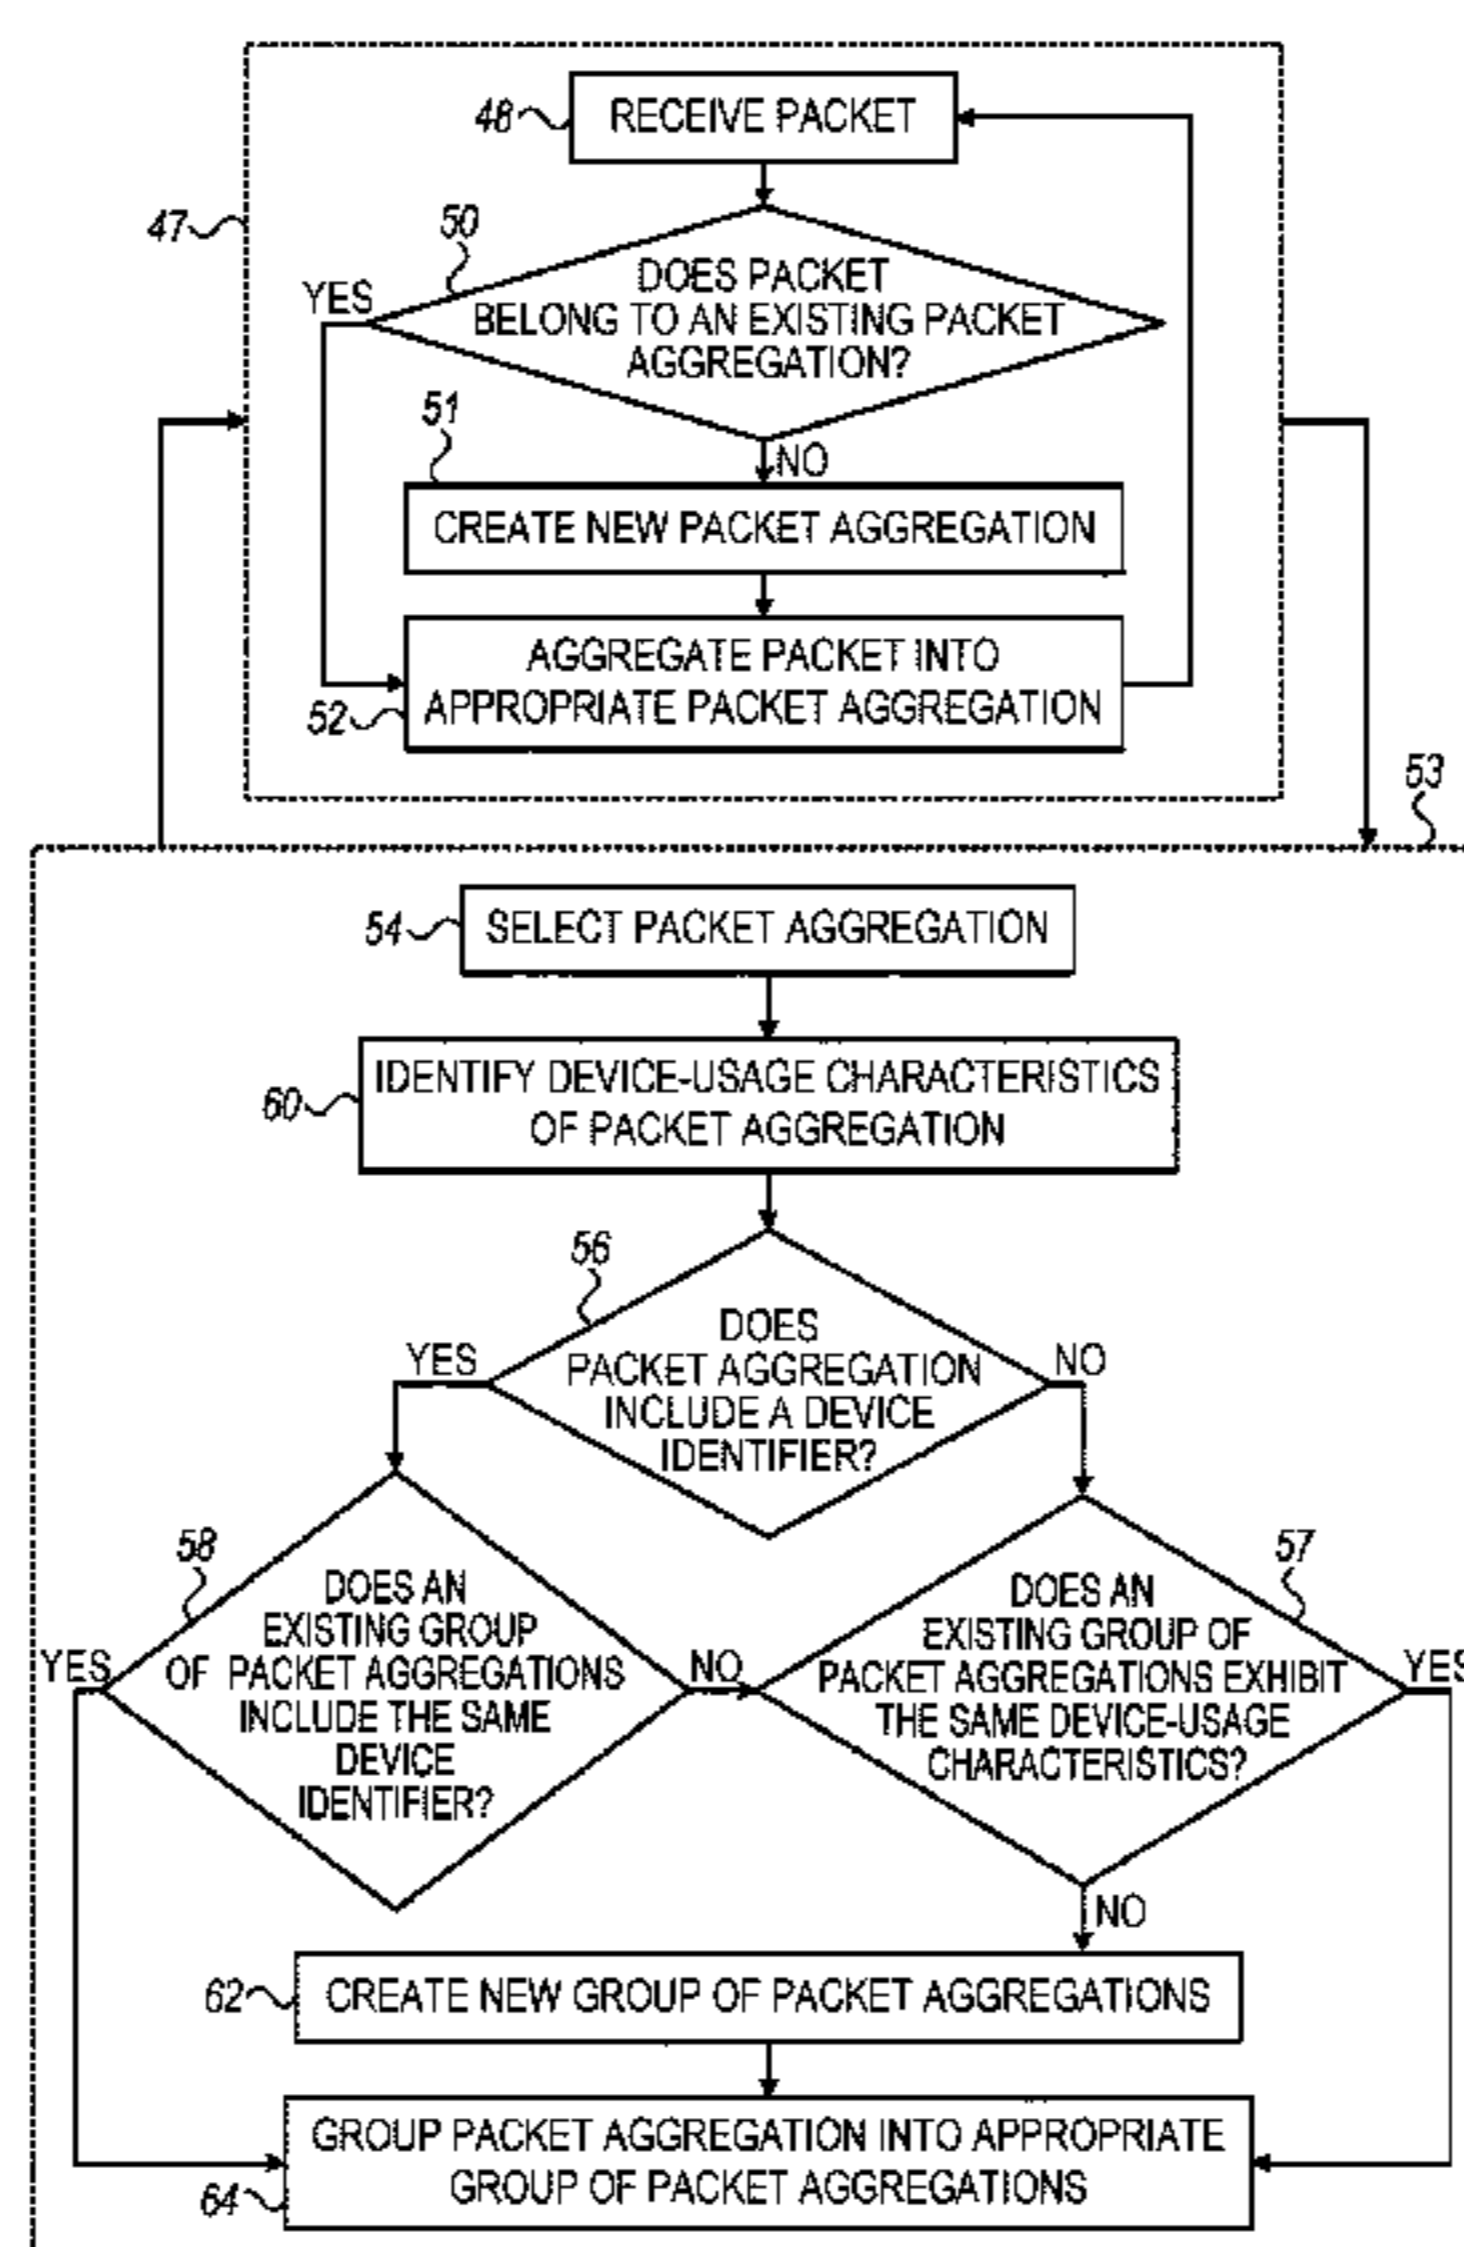 48
RECEIVE PACKET
47
50
YES
DOES PACKET
BELONG TO AN EXISTING PACKET
AGGREGATION?
51
NO
CREATE NEW PACKET AGGREGATION
AGGREGATE PACKET INTO
APPROPRIATE PACKET AGGREGATION
52
53
54
SELECT PACKET AGGREGATION
60
IDENTIFY DEVICE-USAGE CHARACTERISTICS
OF PACKET AGGREGATION
56
YES
DOES
PACKET AGGREGATION
INCLUDE A DEVICE
IDENTIFIER?
NO
58
YES
DOES AN
EXISTING GROUP
OF PACKET AGGREGATIONS
INCLUDE THE SAME
DEVICE
IDENTIFIER?
NO
57
DOES AN
EXISTING GROUP OF
PACKET AGGREGATIONS EXHIBIT
THE SAME DEVICE-USAGE
CHARACTERISTICS?
YES
NO
62
CREATE NEW GROUP OF PACKET AGGREGATIONS
GROUP PACKET AGGREGATION INTO APPROPRIATE
GROUP OF PACKET AGGREGATIONS
64